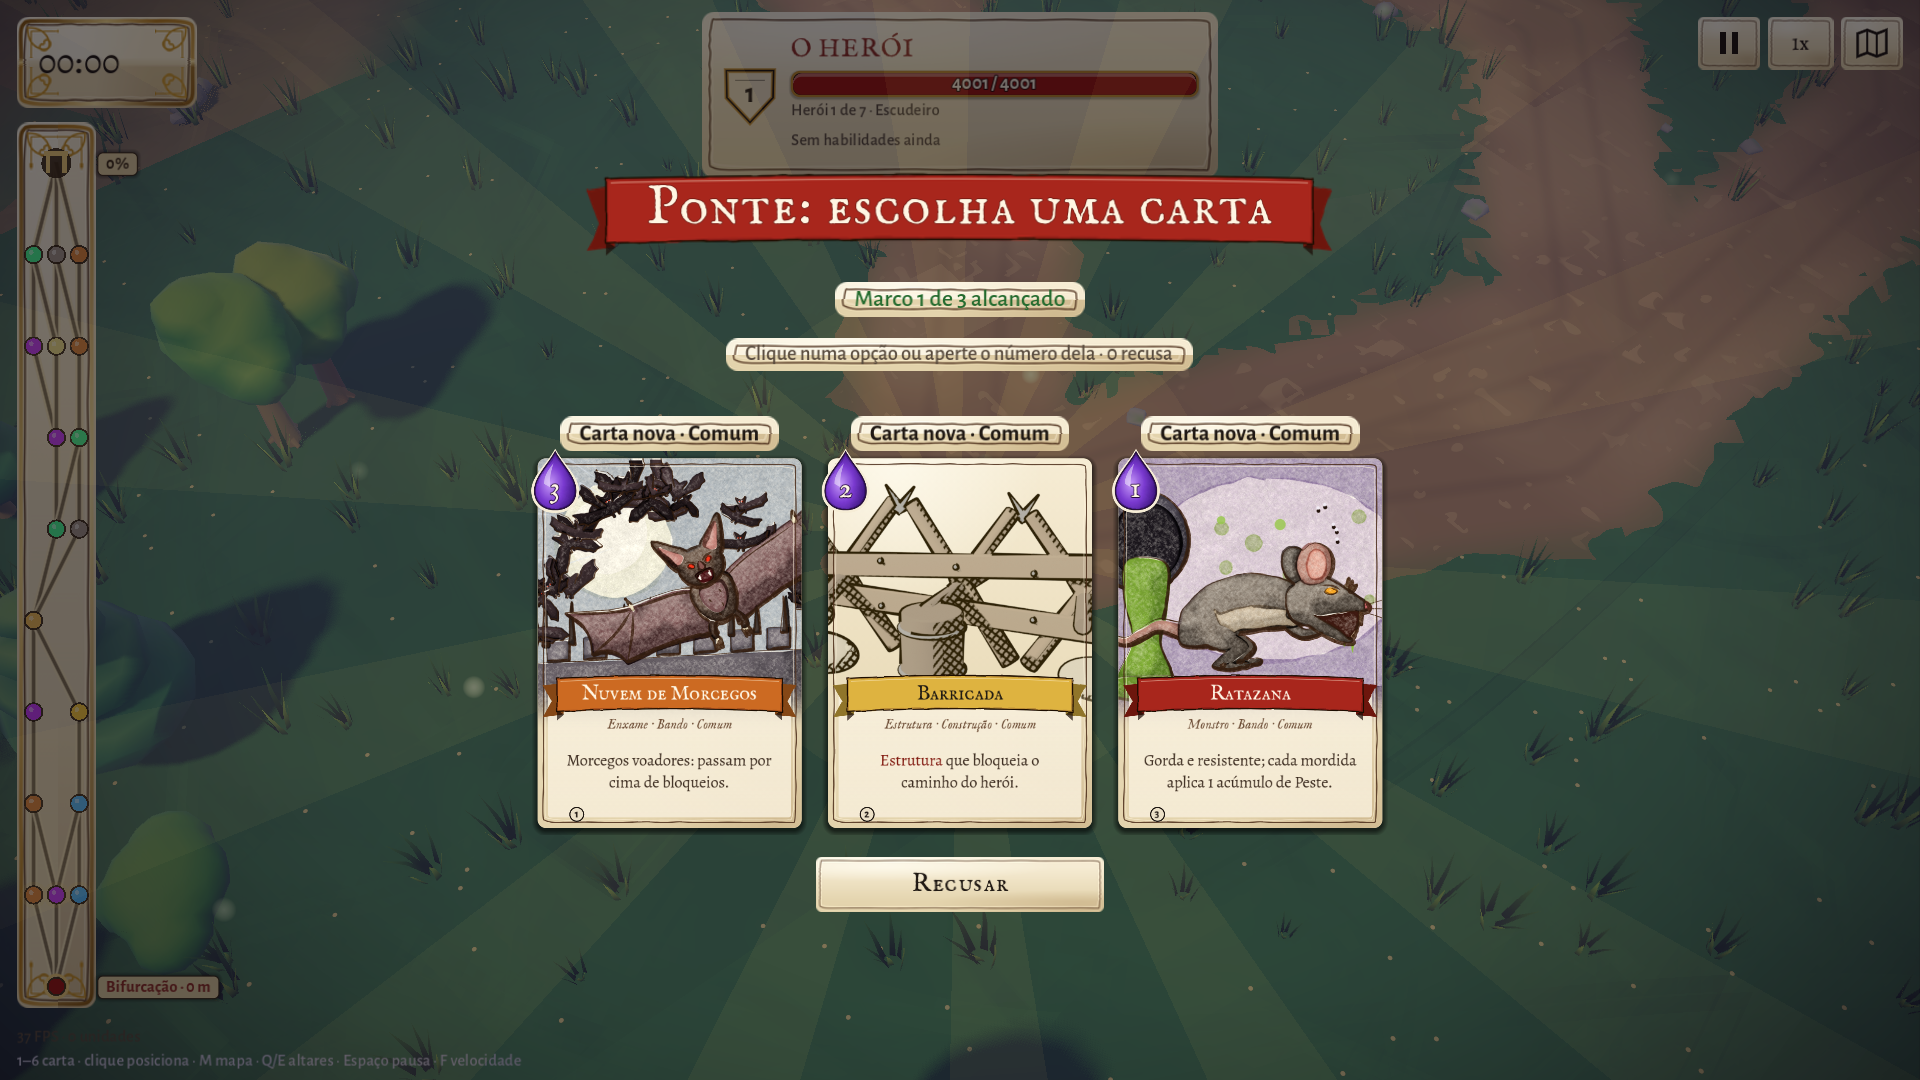 00:00
O HERÓI
4001 / 4001
1
Herói 1 de 7 · Escudeiro
Sem habilidades ainda
1x
0%
PONTE: ESCOLHA UMA CARTA
Marco 1 de 3 alcançado
Clique numa opção ou aperte o número dela · 0 recusa
Carta nova · Comum
Carta nova · Comum
Carta nova · Comum
3
2
1
NUVEM DE MORCEGOS
Enxame · Bando · Comum
Morcegos voadores: passam por
cima de bloqueios.
1
BARRICADA
Estrutura · Construção · Comum
Estrutura que bloqueia o
caminho do herói.
2
RATAZANA
Monstro · Bando · Comum
Gorda e resistente; cada mordida
aplica 1 acúmulo de Peste.
3
RECUSAR
Bifurcação · 0 m
37 FPS
1–6 carta · clique posiciona · M mapa · Q/E altares · Espaço pausa · F velocidade